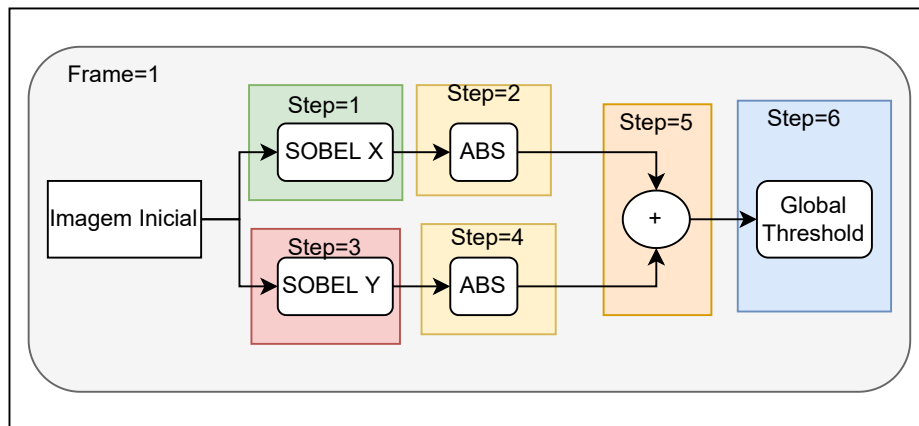 Frame=1
Step=1
SOBEL X
Step=2
ABS
Imagem Inicial
Step=3
SOBEL Y
Step=4
ABS
Step=5
+
Step=6
Global
Threshold